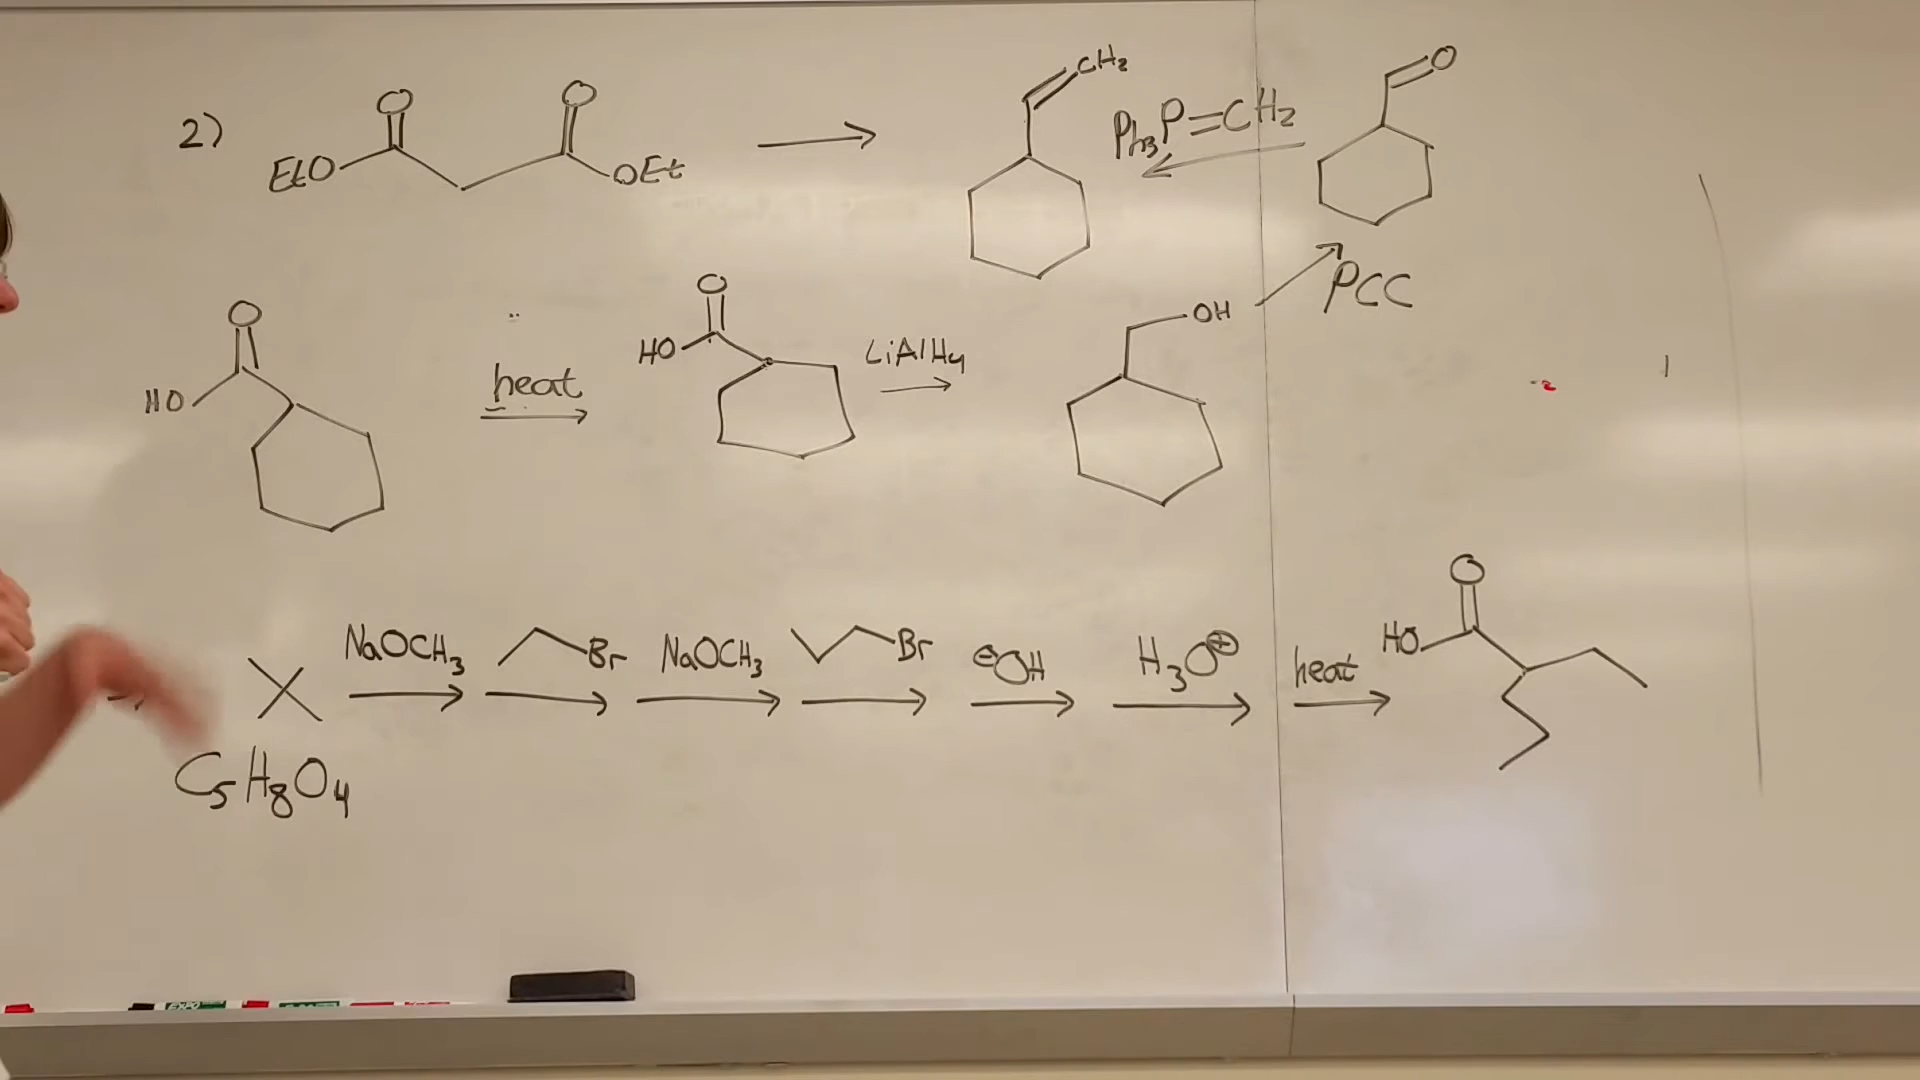 2) EtO O O OEt → CH₂ Ph₃P=CH₂ O
PCC
HO O heat HO O LiAlH₄ OH
X NaOCH₃ Br NaOCH₃ Br ⊖OH H₃O⊕ heat HO O
C₅H₈O₄
EXPO